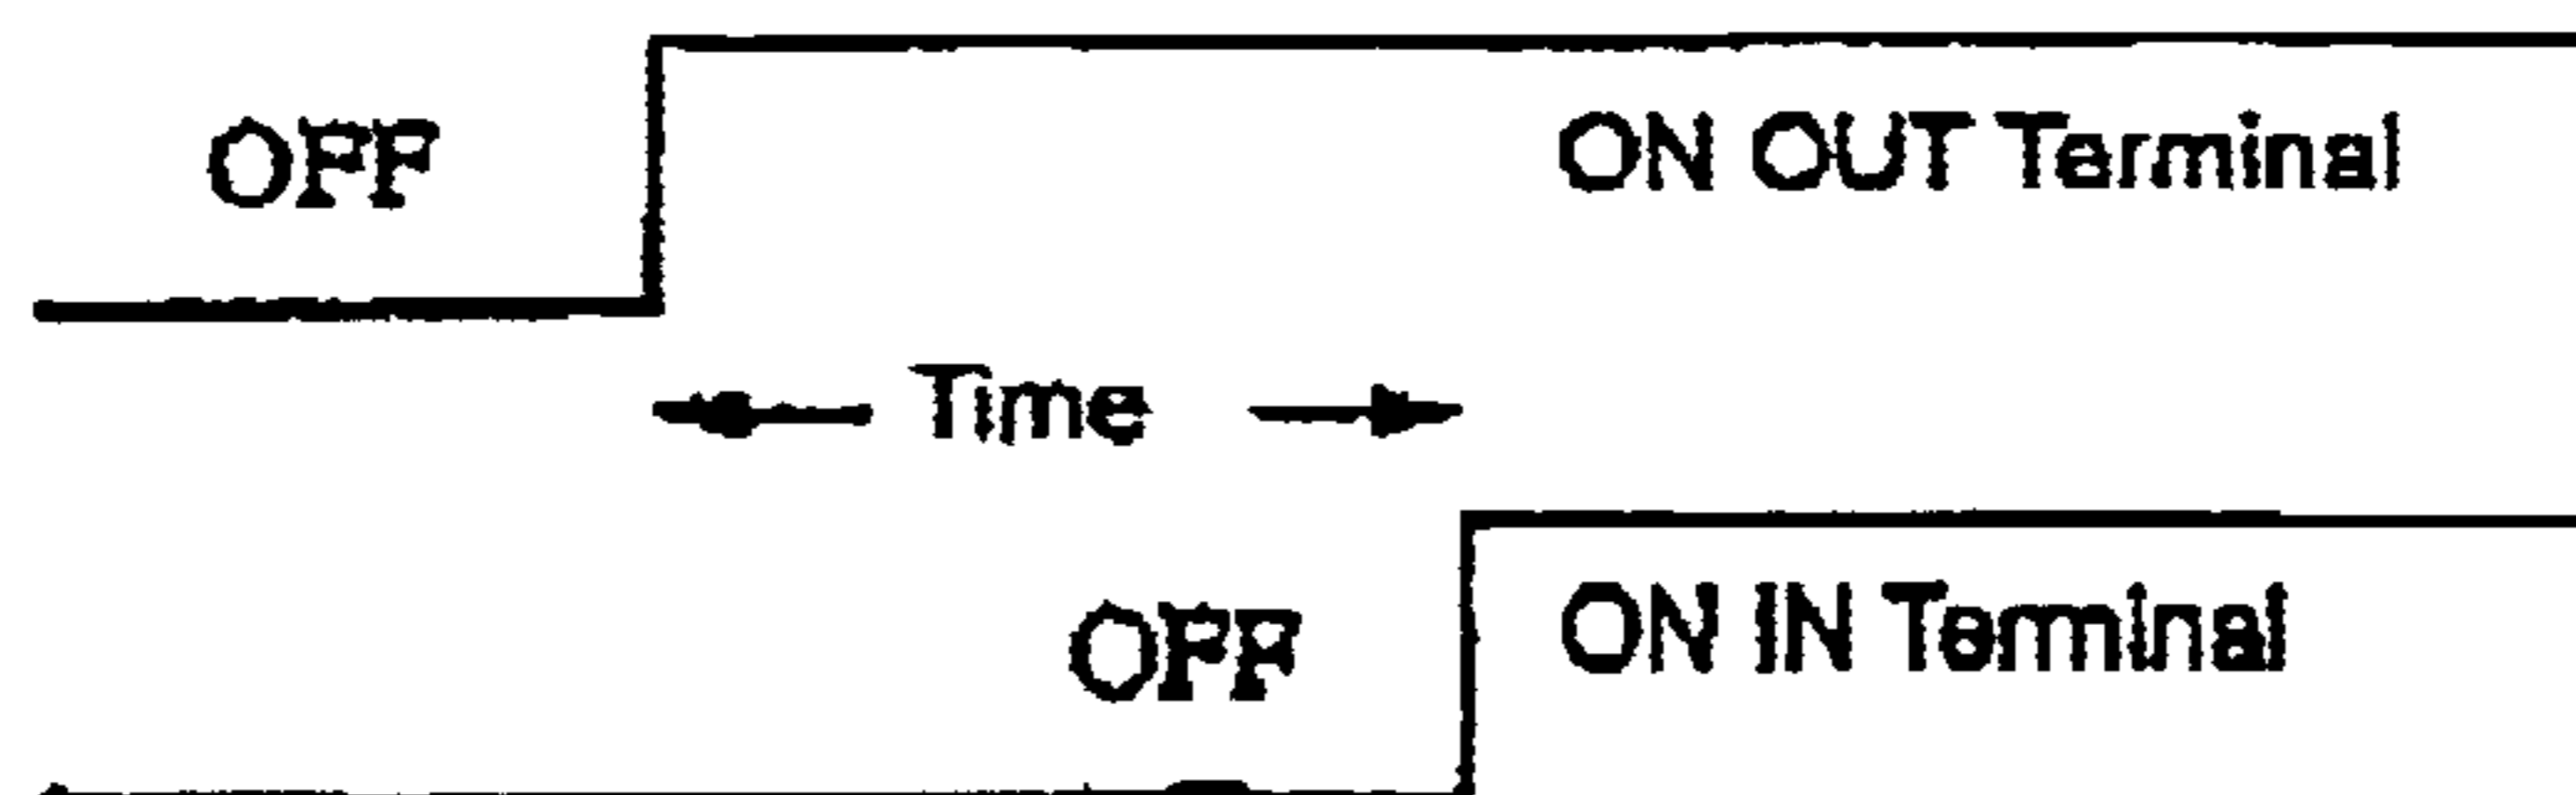 OFF
ON OUT Terminal
Time
OFF
ON IN Terminal